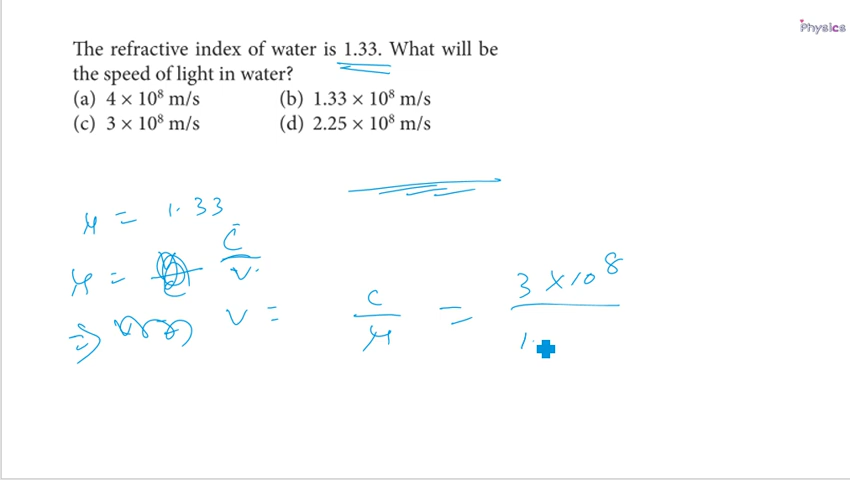 Physics
The refractive index of water is 1.33. What will be
the speed of light in water?
(a) 4 × 10⁸ m/s (b) 1.33 × 10⁸ m/s
(c) 3 × 10⁸ m/s (d) 2.25 × 10⁸ m/s
μ = 1.33
μ = C/V
⇒ V = C/μ = 3 × 10⁸ / 1.